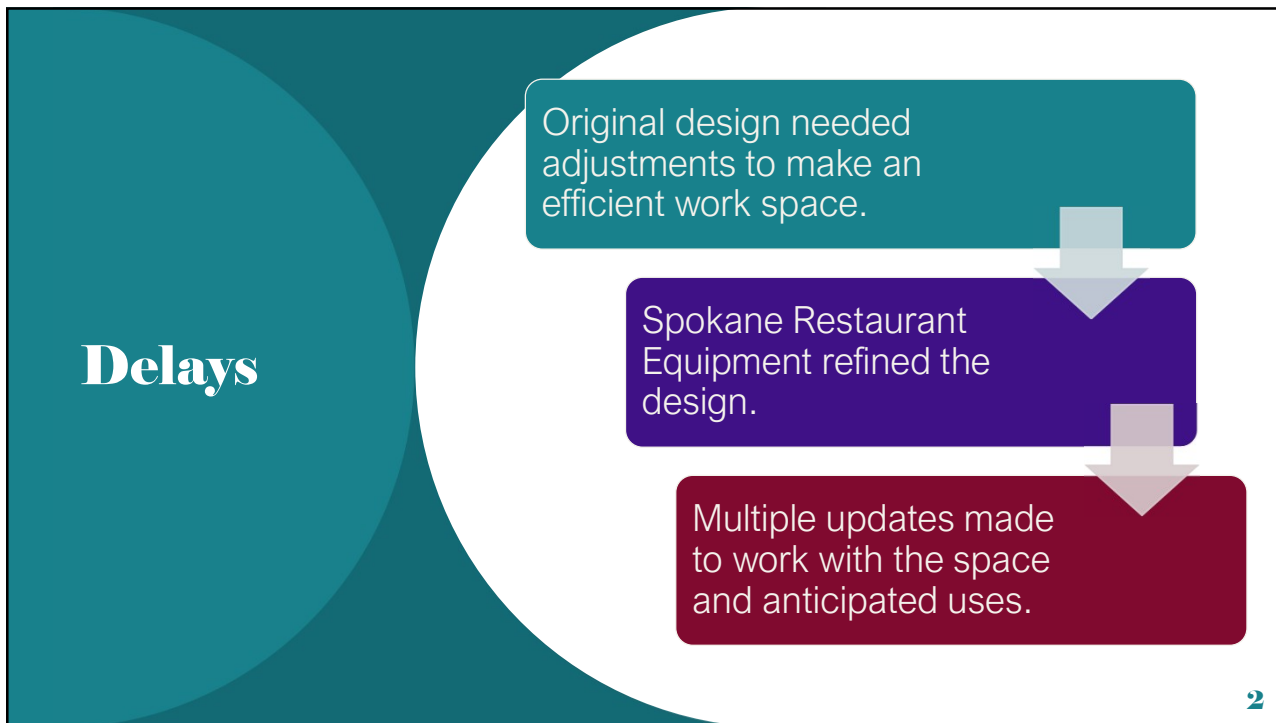 Delays
Original design needed
adjustments to make an
efficient work space.
Spokane Restaurant
Equipment refined the
design.
Multiple updates made
to work with the space
and anticipated uses.
2